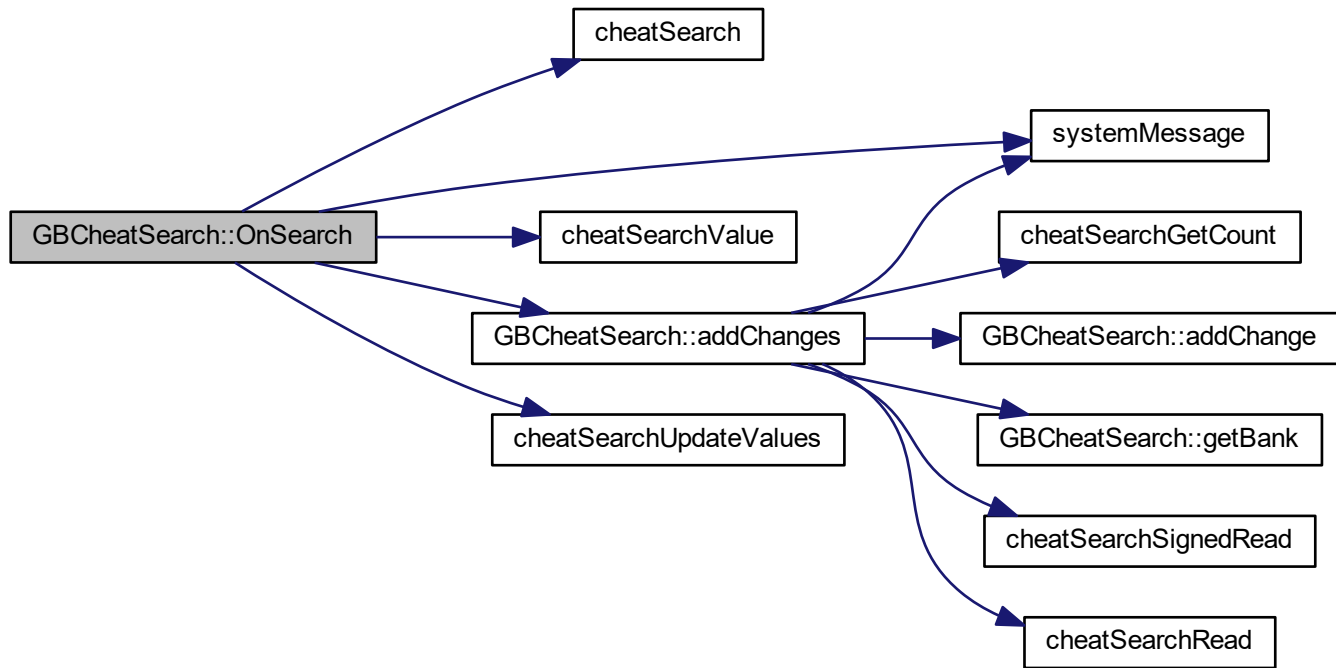 cheatSearch
systemMessage
GBCheatSearch::OnSearch
cheatSearchValue
cheatSearchGetCount
GBCheatSearch::addChanges
GBCheatSearch::addChange
cheatSearchUpdateValues
GBCheatSearch::getBank
cheatSearchSignedRead
cheatSearchRead